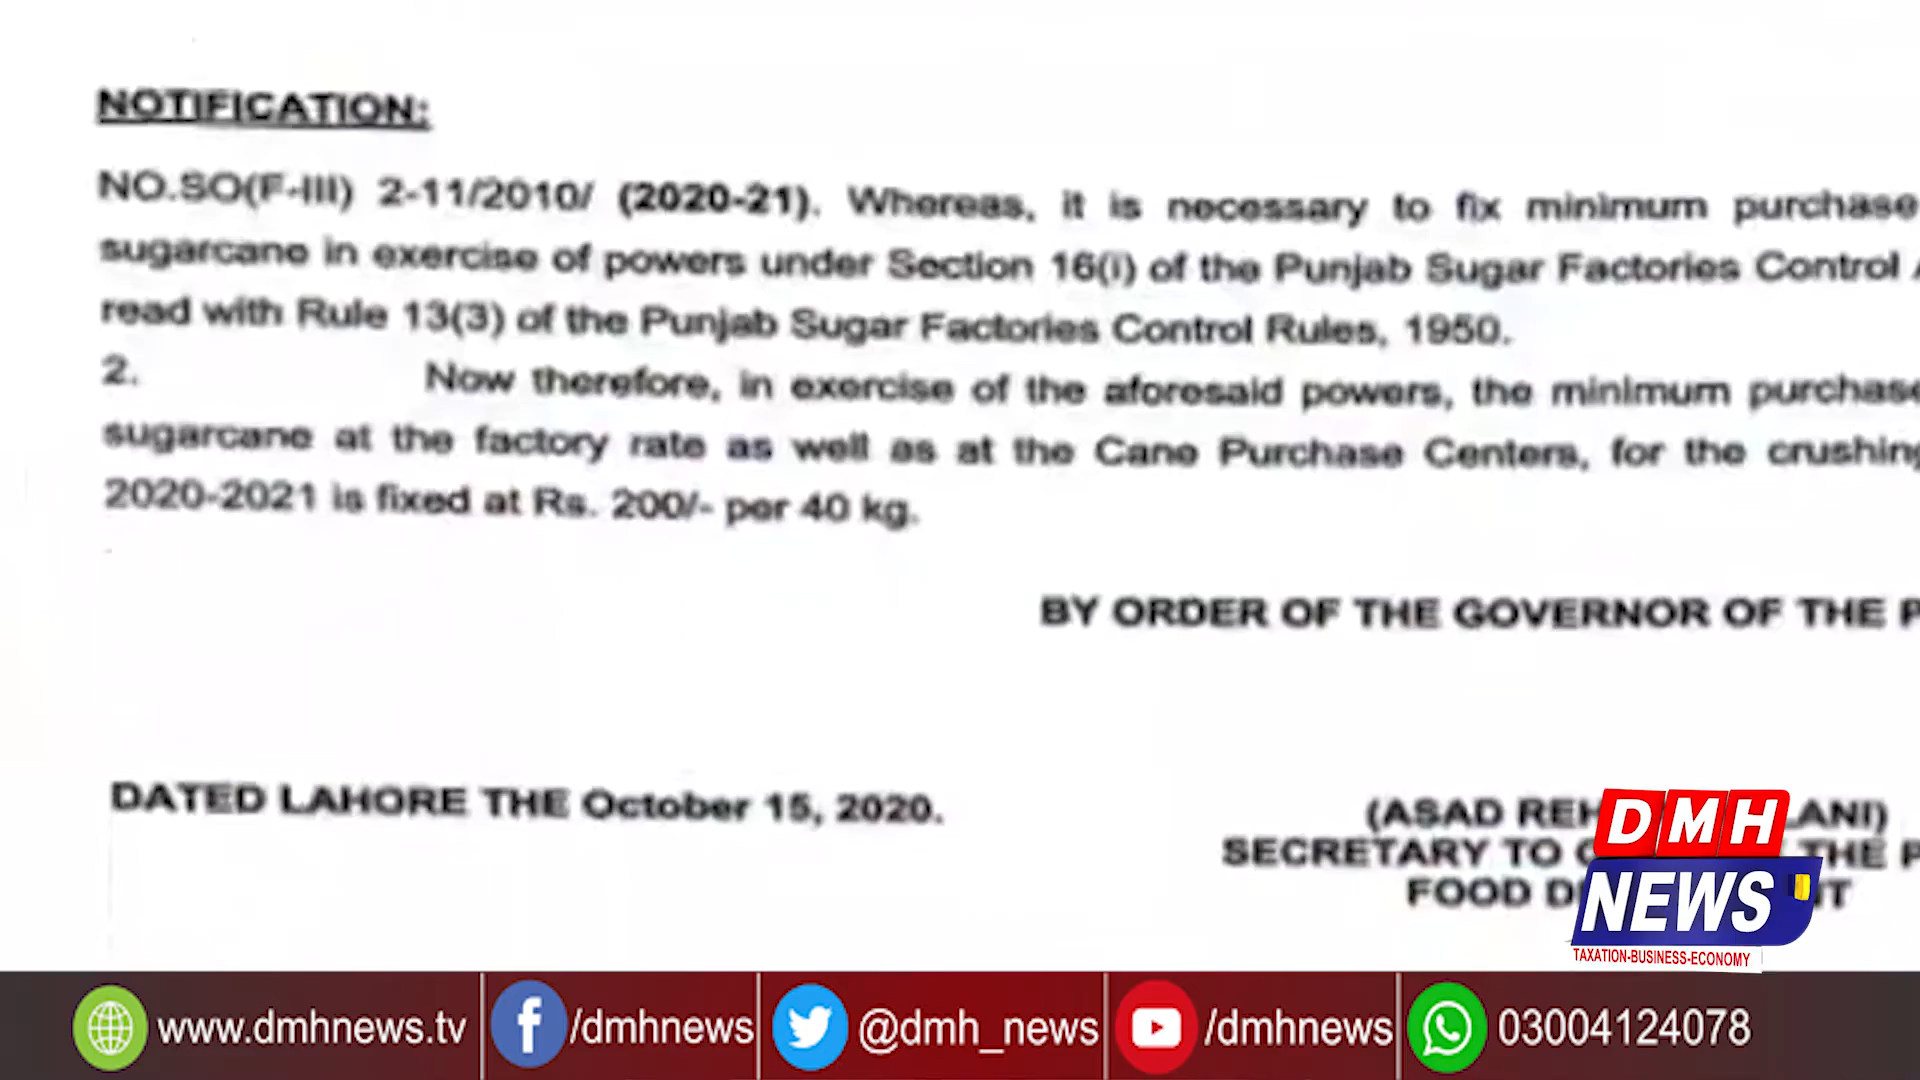 NOTIFICATION:
NO.SO(F-III) 2-11/2010/ (2020-21). Whereas, it is necessary to fix minimum purchase
sugarcane in exercise of powers under Section 16(i) of the Punjab Sugar Factories Control
read with Rule 13(3) of the Punjab Sugar Factories Control Rules, 1950.
2. Now therefore, in exercise of the aforesaid powers, the minimum purchase
sugarcane at the factory rate as well as at the Cane Purchase Centers, for the crushing
2020-2021 is fixed at Rs. 200/- per 40 kg.
BY ORDER OF THE GOVERNOR OF THE P
DATED LAHORE THE October 15, 2020.
(ASAD REH LANI)
SECRETARY TO THE P
FOOD D
DMH
NEWS
TAXATION-BUSINESS-ECONOMY
www.dmhnews.tv /dmhnews @dmh_news /dmhnews 03004124078